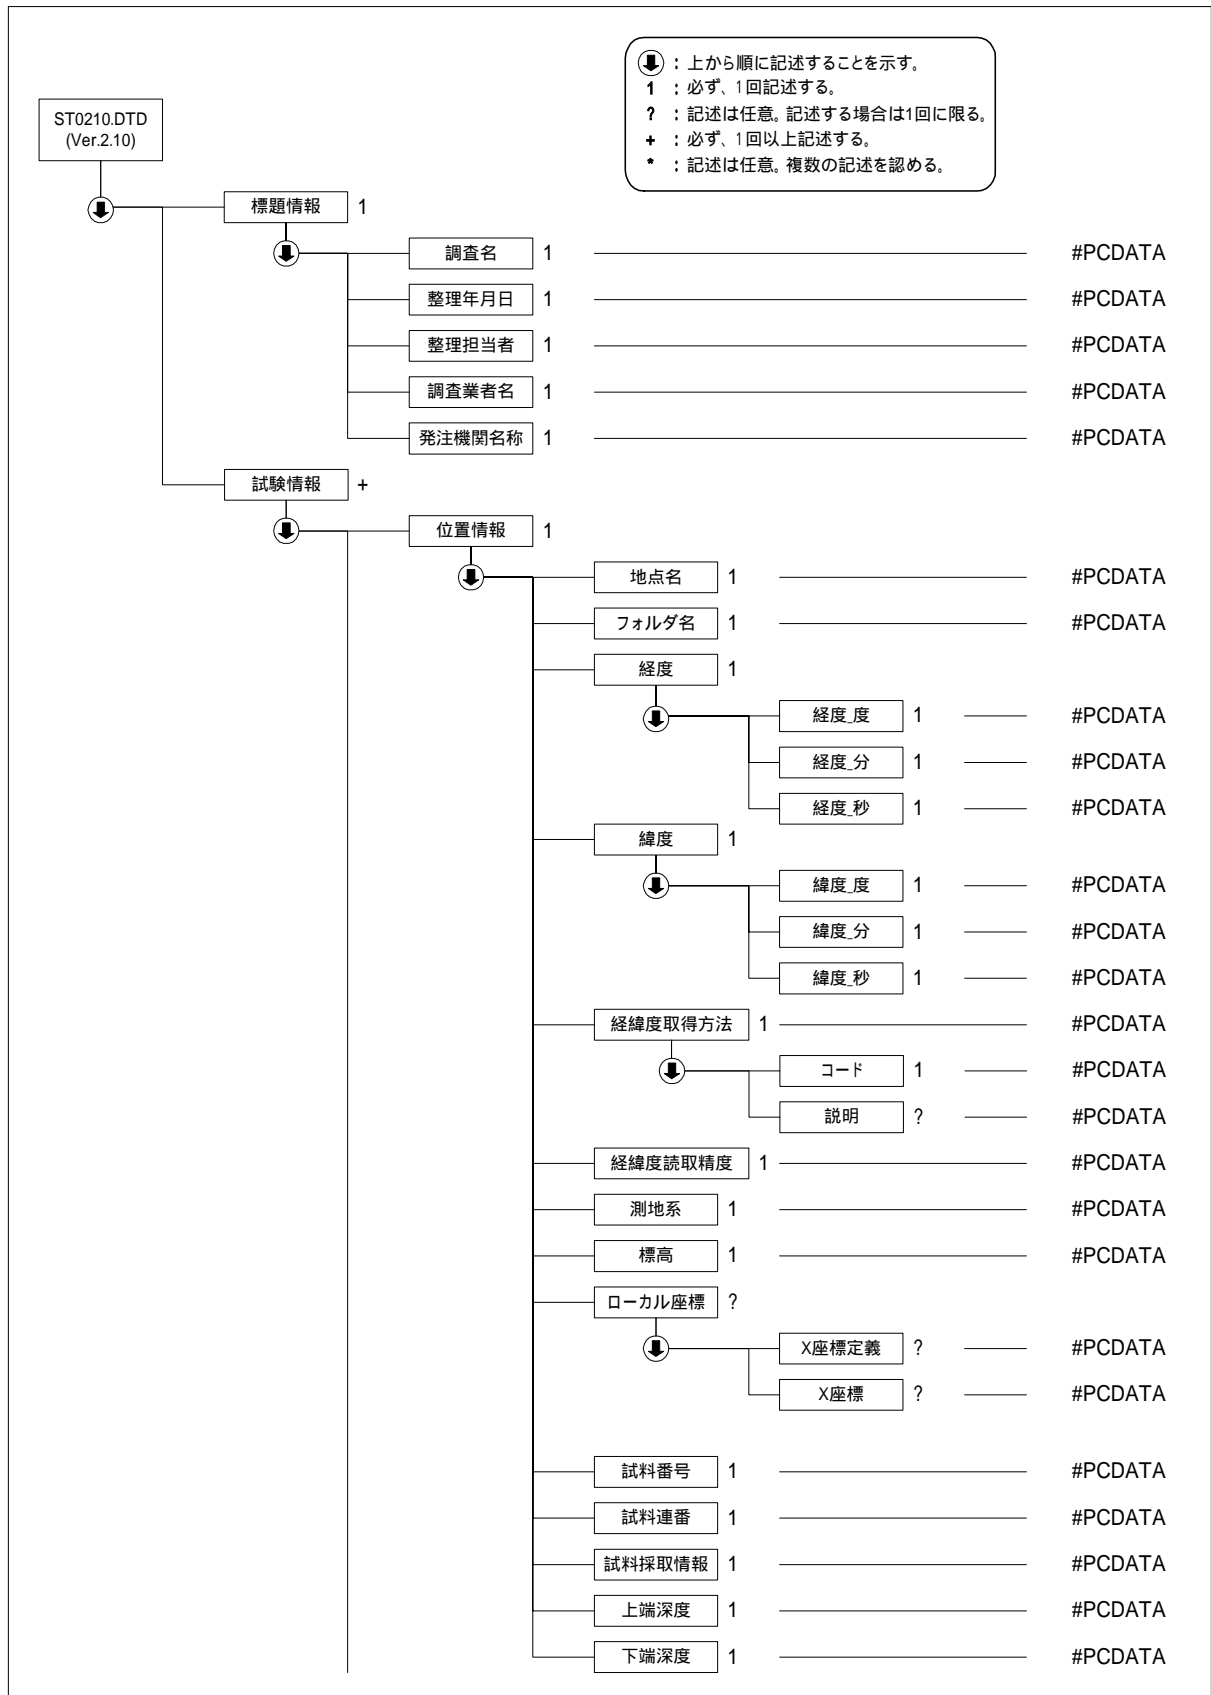 : 上から順に記述することを示す。
1 : 必ず、1回記述する。
? : 記述は任意。記述する場合は1回に限る。
+ : 必ず、1回以上記述する。
* : 記述は任意。複数の記述を認める。
ST0210.DTD
(Ver.2.10)
標題情報 1
調査名 1 #PCDATA
整理年月日 1 #PCDATA
整理担当者 1 #PCDATA
調査業者名 1 #PCDATA
発注機関名称 1 #PCDATA
試験情報 +
位置情報 1
地点名 1 #PCDATA
フォルダ名 1 #PCDATA
経度 1
経度_度 1 #PCDATA
経度_分 1 #PCDATA
経度_秒 1 #PCDATA
緯度 1
緯度_度 1 #PCDATA
緯度_分 1 #PCDATA
緯度_秒 1 #PCDATA
経緯度取得方法 1 #PCDATA
コード 1 #PCDATA
説明 ? #PCDATA
経緯度読取精度 1 #PCDATA
測地系 1 #PCDATA
標高 1 #PCDATA
ローカル座標 ?
X座標定義 ? #PCDATA
X座標 ? #PCDATA
試料番号 1 #PCDATA
試料連番 1 #PCDATA
試料採取情報 1 #PCDATA
上端深度 1 #PCDATA
下端深度 1 #PCDATA